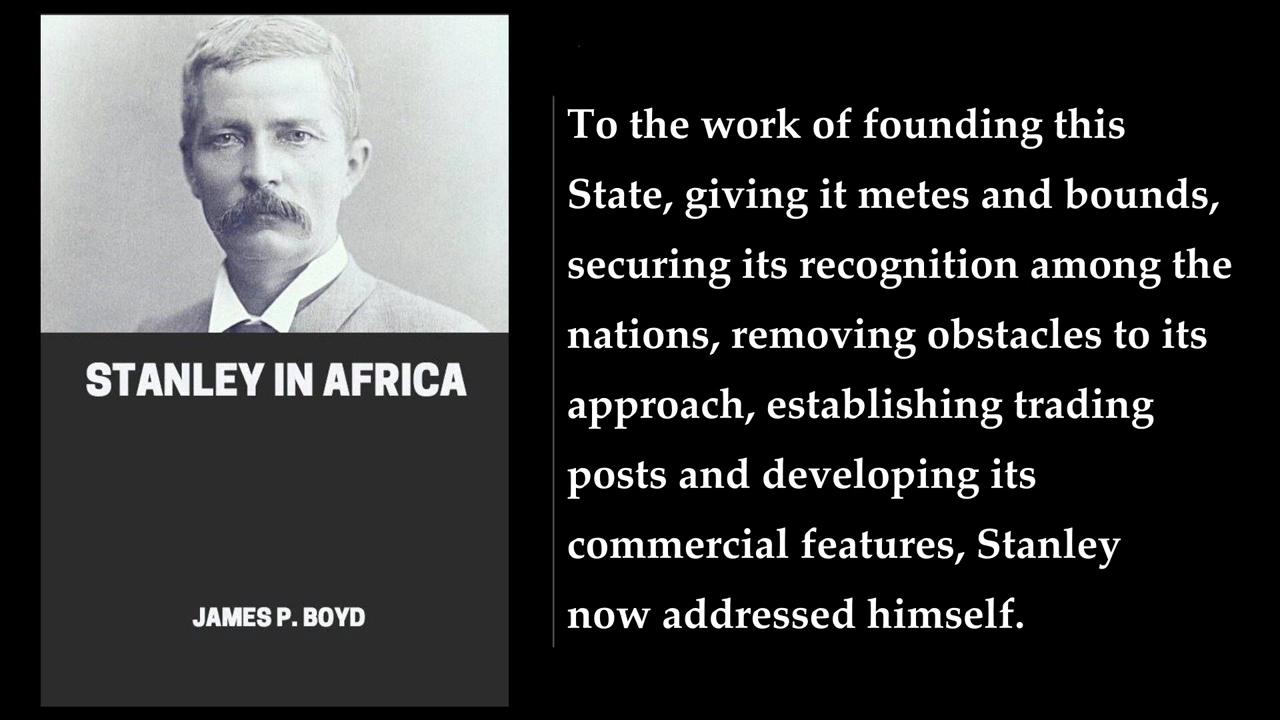 STANLEY IN AFRICA
JAMES P. BOYD
To the work of founding this
State, giving it metes and bounds,
securing its recognition among the
nations, removing obstacles to its
approach, establishing trading
posts and developing its
commercial features, Stanley
now addressed himself.